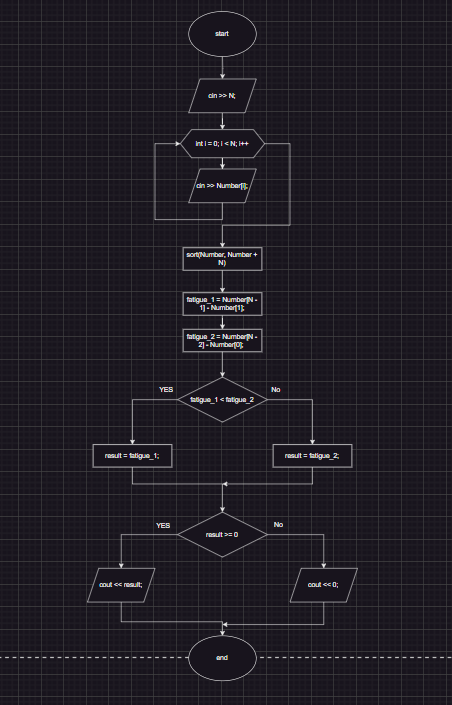 start
cin >> N;
int i = 0; i < N; i++
cin >> Number[i];
sort(Number, Number +
N)
fatigue_1 = Number[N -
1] - Number[1];
fatigue_2 = Number[N -
2] - Number[0];
YES
No
fatigue_1 < fatigue_2
result = fatigue_1;
result = fatigue_2;
YES
No
result >= 0
cout << result;
cout << 0;
end